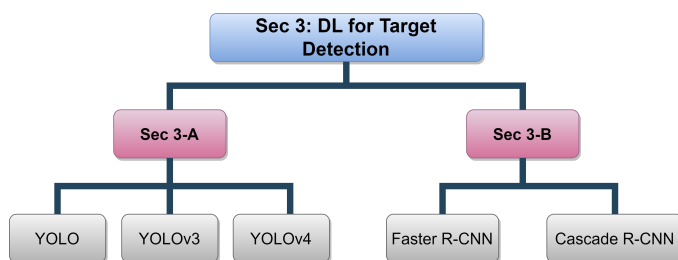 Sec 3: DL for Target
Detection
Sec 3-A
Sec 3-B
YOLO
YOLOv3
YOLOv4
Faster R-CNN
Cascade R-CNN